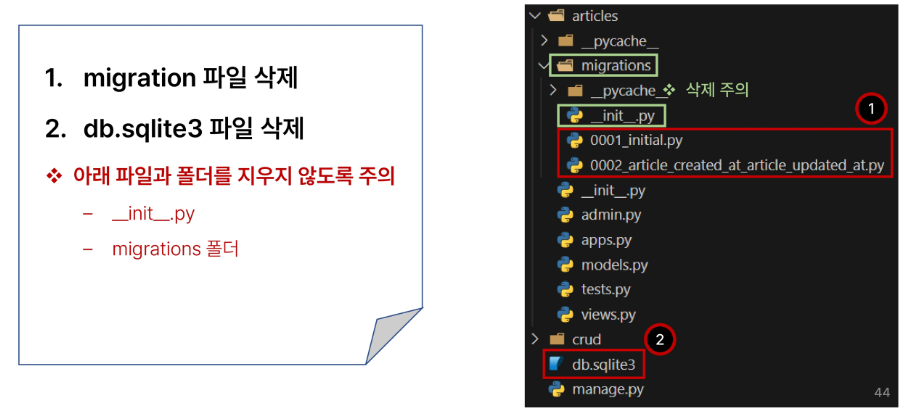 1. migration 파일 삭제
2. db.sqlite3 파일 삭제
❖ 아래 파일과 폴더를 지우지 않도록 주의
– __init__.py
– migrations 폴더
articles
__pycache__
migrations
__pycache__ ❖ 삭제 주의
1
__init__.py
0001_initial.py
0002_article_created_at_article_updated_at.py
__init__.py
admin.py
apps.py
models.py
tests.py
views.py
crud
2
db.sqlite3
manage.py
44